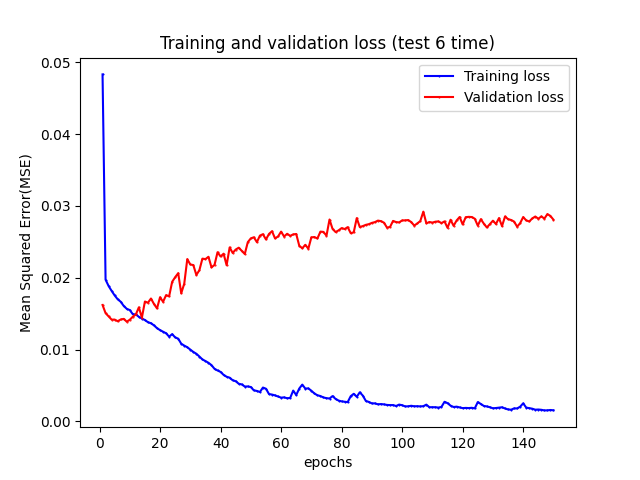 Training and validation loss (test 6 time)
Training loss
Validation loss
Mean Squared Error(MSE)
0.05
0.04
0.03
0.02
0.01
0.00
0 20 40 60 80 100 120 140
epochs